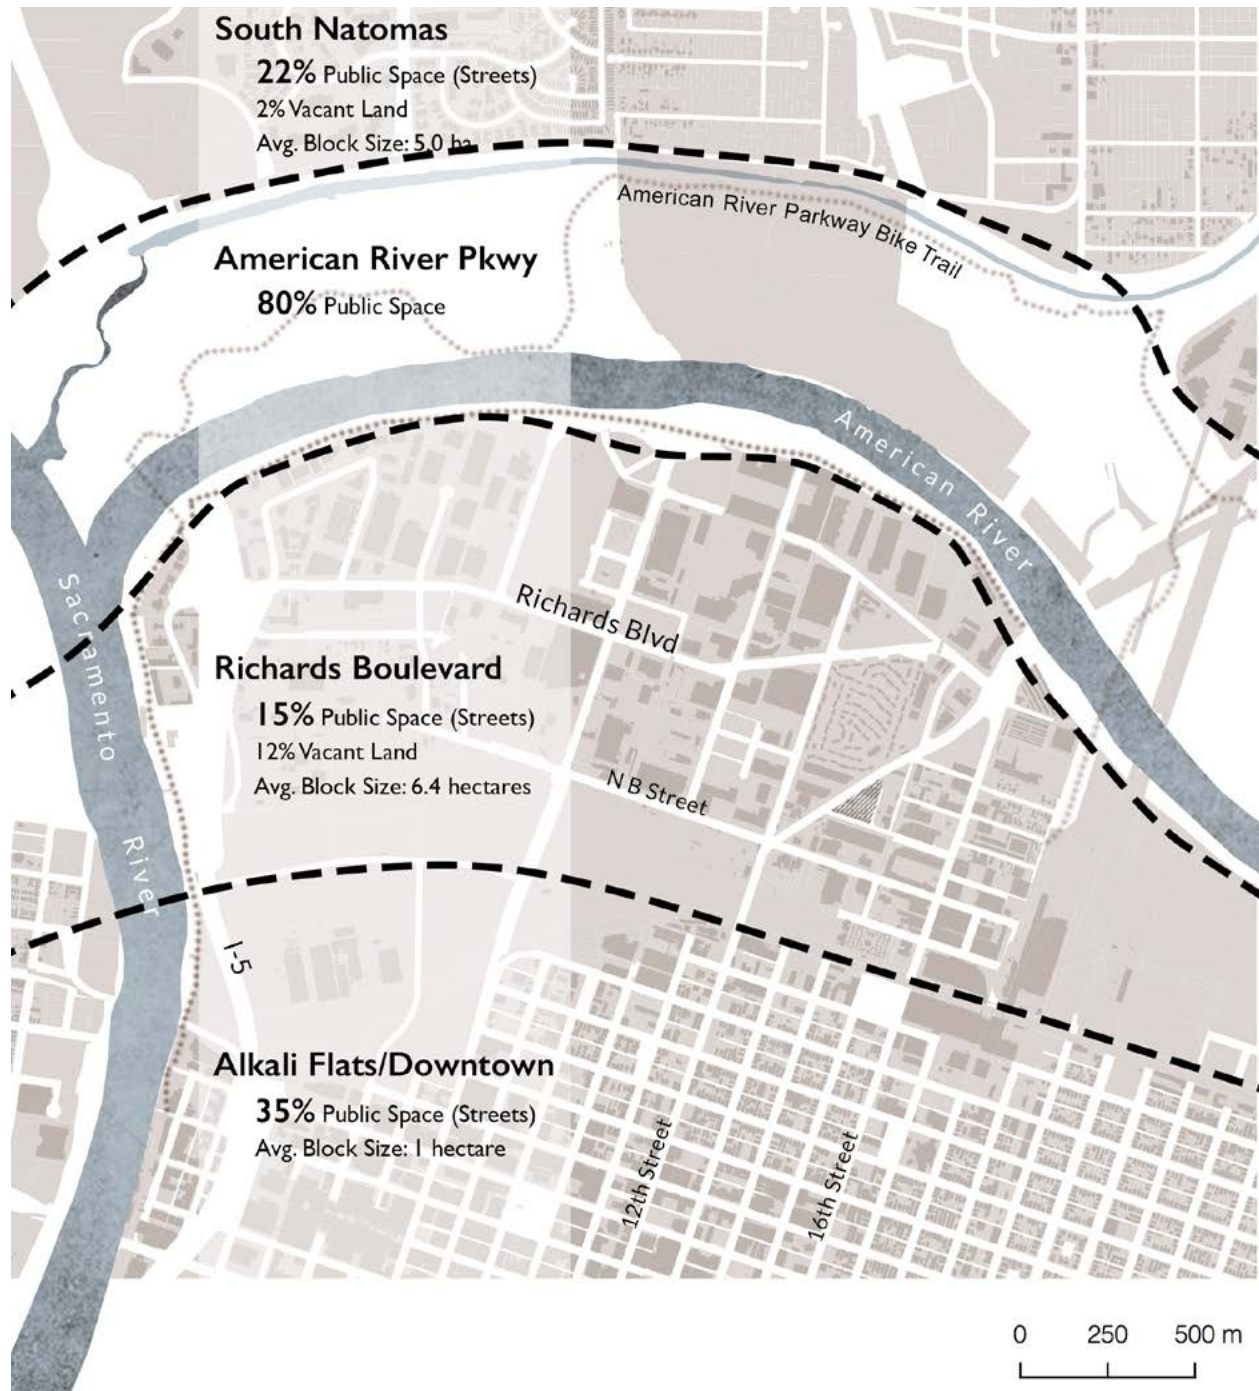 South Natomas
22% Public Space (Streets)
2% Vacant Land
Avg. Block Size: 5.0 ha
American River Parkway Bike Trail
American River Pkwy
80% Public Space
American River
Sacramento River
Richards Blvd
Richards Boulevard
15% Public Space (Streets)
12% Vacant Land
Avg. Block Size: 6.4 hectares
N B Street
I-5
Alkali Flats/Downtown
35% Public Space (Streets)
Avg. Block Size: 1 hectare
12th Street
16th Street
0 250 500 m